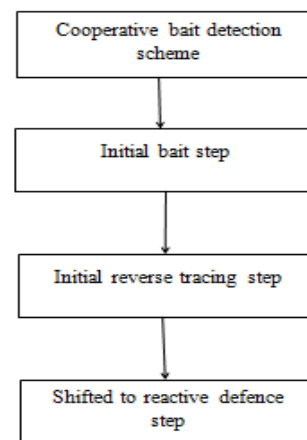 Cooperative bait detection
scheme
Initial bait step
Initial reverse tracing step
Shifted to reactive defence
step